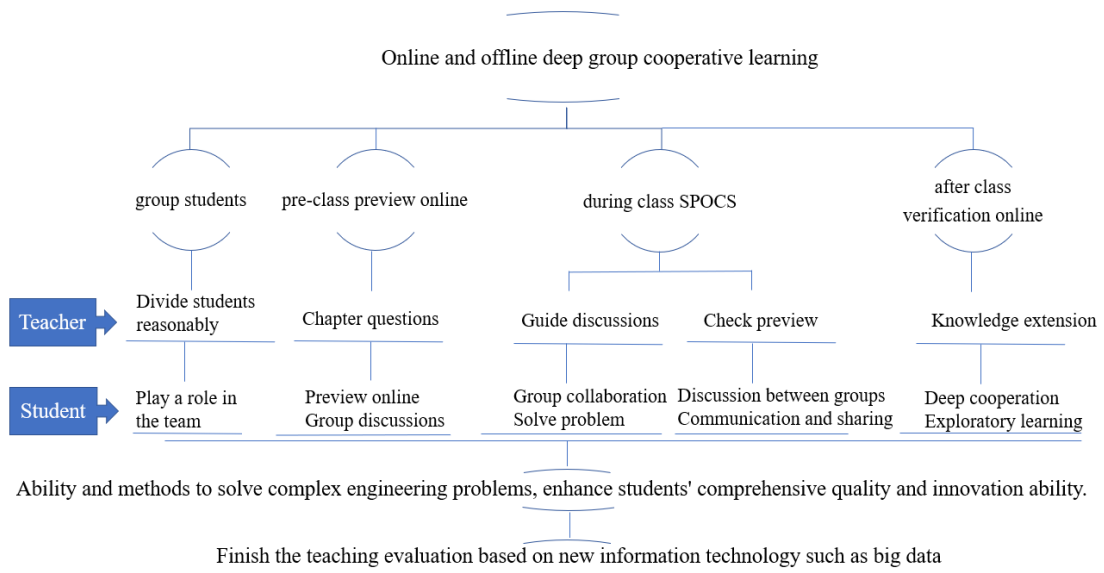 Online and offline deep group cooperative learning
group students
pre-class preview online
during class SPOCS
after class
verification online
Teacher
Divide students
reasonably
Chapter questions
Guide discussions
Check preview
Knowledge extension
Student
Play a role in
the team
Preview online
Group discussions
Group collaboration
Solve problem
Discussion between groups
Communication and sharing
Deep cooperation
Exploratory learning
Ability and methods to solve complex engineering problems, enhance students' comprehensive quality and innovation ability.
Finish the teaching evaluation based on new information technology such as big data